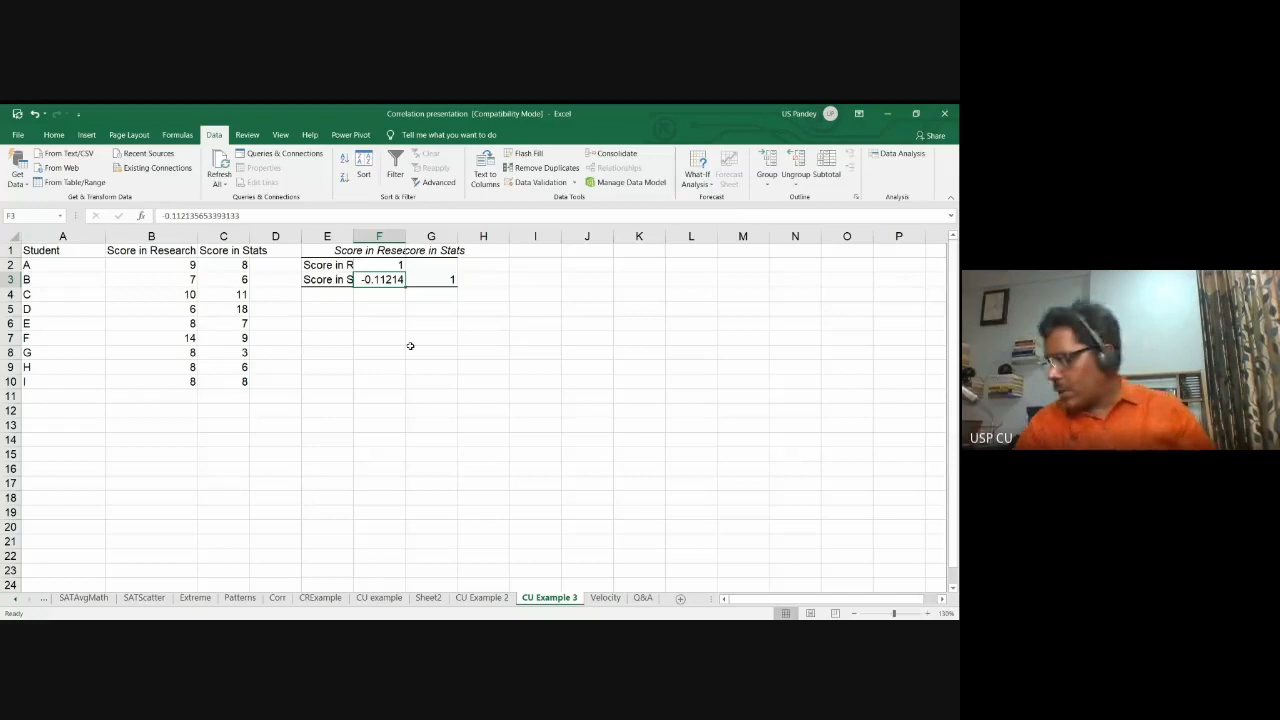 Correlation presentation [Compatibility Mode] - Excel
US Pandey UP
File Home Insert Page Layout Formulas Data Review View Help Power Pivot Tell me what you want to do Share
From Text/CSV Recent Sources Queries & Connections Clear Flash Fill Consolidate Data Analysis
From Web Existing Connections Properties Reapply Remove Duplicates Relationships
From Table/Range Edit Links Advanced Data Validation Manage Data Model
Get Data Refresh All Sort Filter Text to Columns What-If Analysis Forecast Sheet Group Ungroup Subtotal
Get & Transform Data Queries & Connections Sort & Filter Data Tools Forecast Outline Analysis
F3 fx -0.112135653393133
A B C D E F G H I J K L M N O P
1 Student Score in Research Score in Stats Score in Resecore in Stats
2 A 9 8 Score in R 1
3 B 7 6 Score in S -0.11214 1
4 C 10 11
5 D 6 18
6 E 8 7
7 F 14 9
8 G 8 3
9 H 8 6
10 I 8 8
11
12
13
14
15
16
17
18
19
20
21
22
23
24
... SATAvgMath SATScatter Extreme Patterns Corr CRExample CU example Sheet2 CU Example 2 CU Example 3 Velocity Q&A
Ready 130%
USP CU